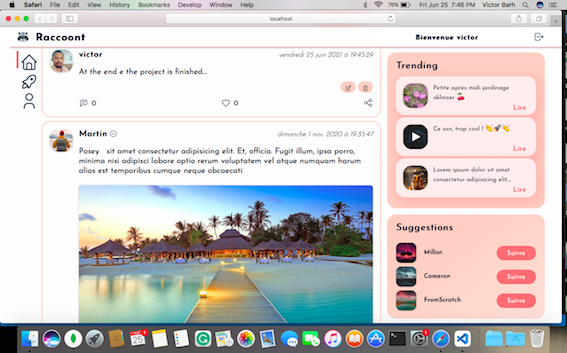 Safari File Edit View History Bookmarks Develop Window Help
76% Fri Jun 25 7:46 PM Victor Barh
localhost
Raccoont
Bienvenue victor
victor
vendredi 25 juin 2021 à 19:45:29
At the end e the project is finished...
0 0
Martin
dimanche 1 nov. 2020 à 19:35:47
Posey sit amet consectetur adipisicing elit. Et, officia. Fugit illum, ipsa porro,
minima nisi adipisci labore optio rerum voluptatem vel atque numquam harum
alias est temporibus cumque neque obcaecati
Trending
Petite après midi jardinage
oklmzer 🍒
Lire
Ce son, trop cool ! 👏🚀👏
Lire
Lorem ipsum dolor sit amet
consectetur adipisicing elit...
Lire
Suggestions
Millan
Suivre
Cameron
Suivre
FromScratch
Suivre